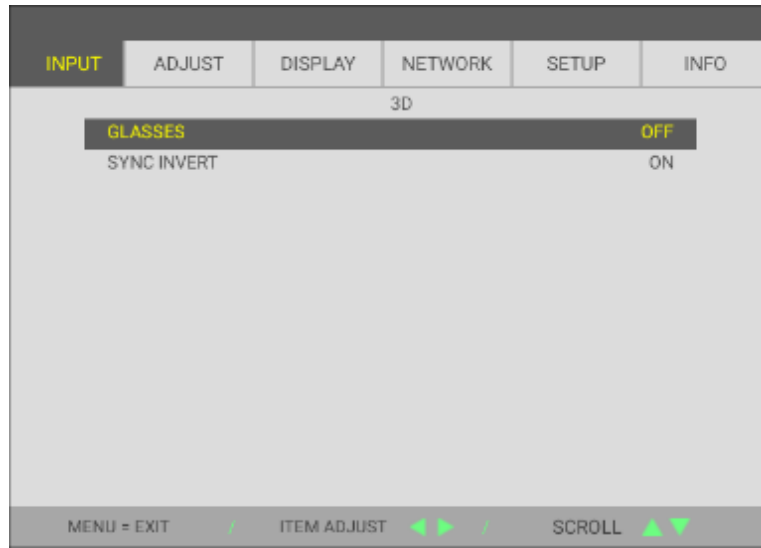 INPUT ADJUST DISPLAY NETWORK SETUP INFO
3D
GLASSES OFF
SYNC INVERT ON
MENU = EXIT / ITEM ADJUST ◀ ▶ / SCROLL ▲ ▼